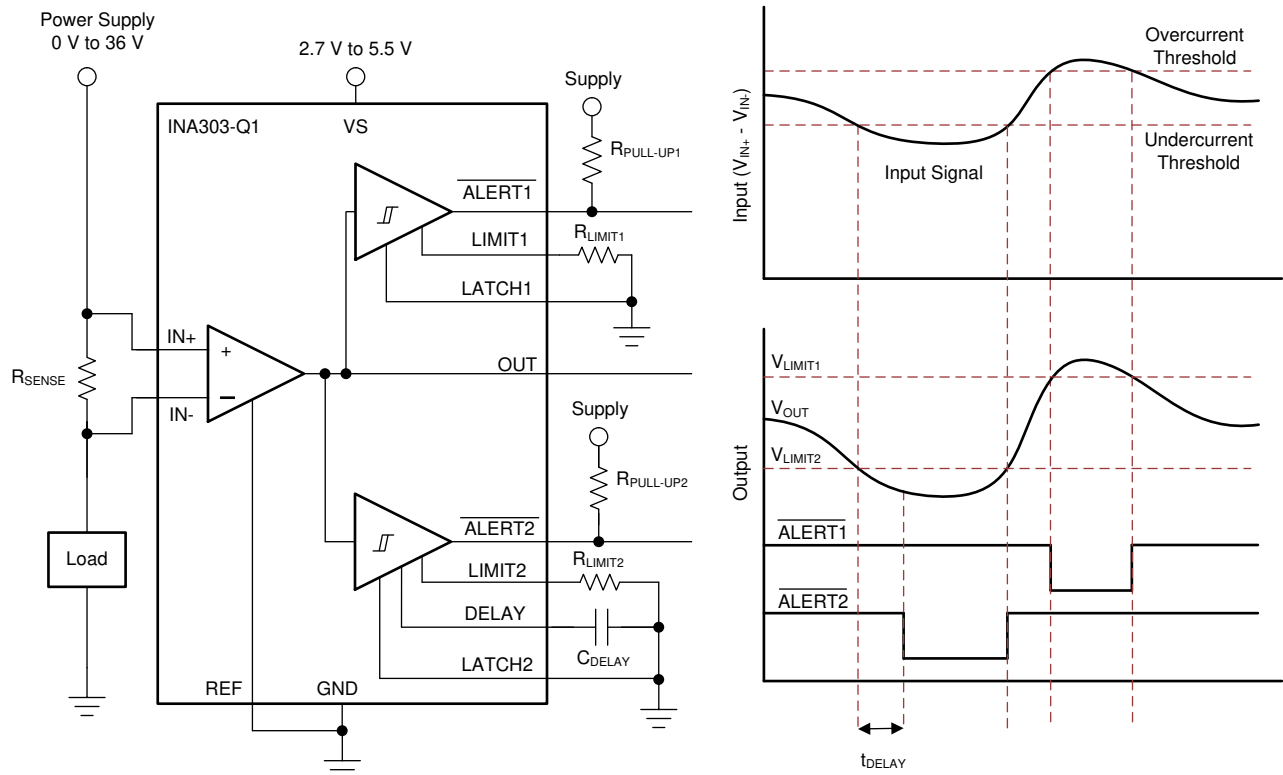 Power Supply
0 V to 36 V
2.7 V to 5.5 V
Supply
INA303-Q1
VS
RPULL-UP1
ALERT1
LIMIT1
RLIMIT1
LATCH1
IN+
+
RSENSE
OUT
IN-
–
Supply
RPULL-UP2
ALERT2
Load
LIMIT2
RLIMIT2
DELAY
CDELAY
LATCH2
REF
GND
Input (VIN+ - VIN-)
Overcurrent
Threshold
Undercurrent
Threshold
Input Signal
Output
VLIMIT1
VOUT
VLIMIT2
ALERT1
ALERT2
tDELAY